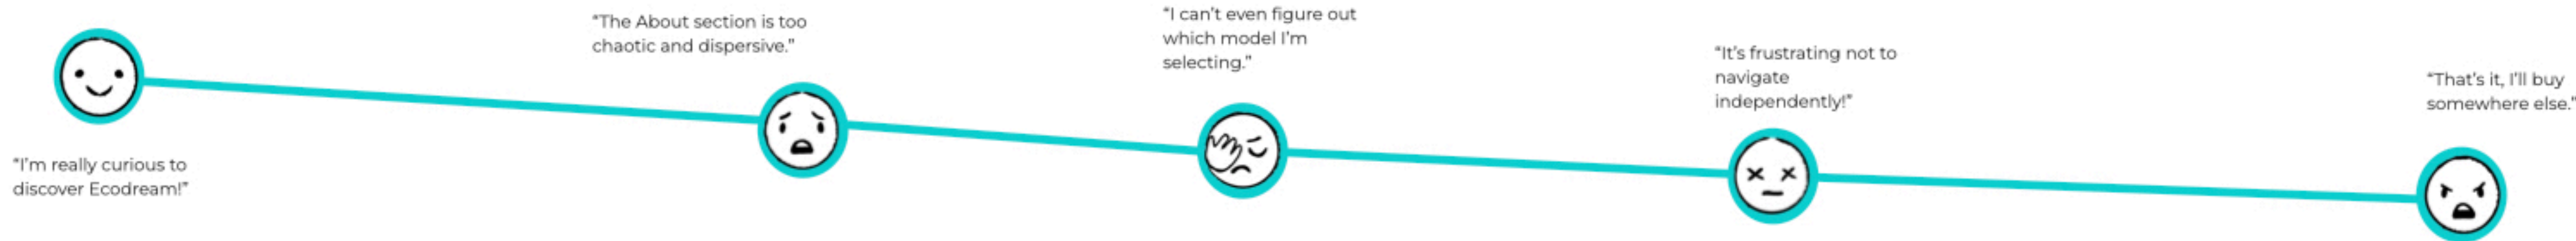 “I’m really curious to
discover Ecodream!”
“The About section is too
chaotic and dispersive.”
“I can’t even figure out
which model I’m
selecting.”
“It’s frustrating not to
navigate
independently!”
“That’s it, I’ll buy
somewhere else.”